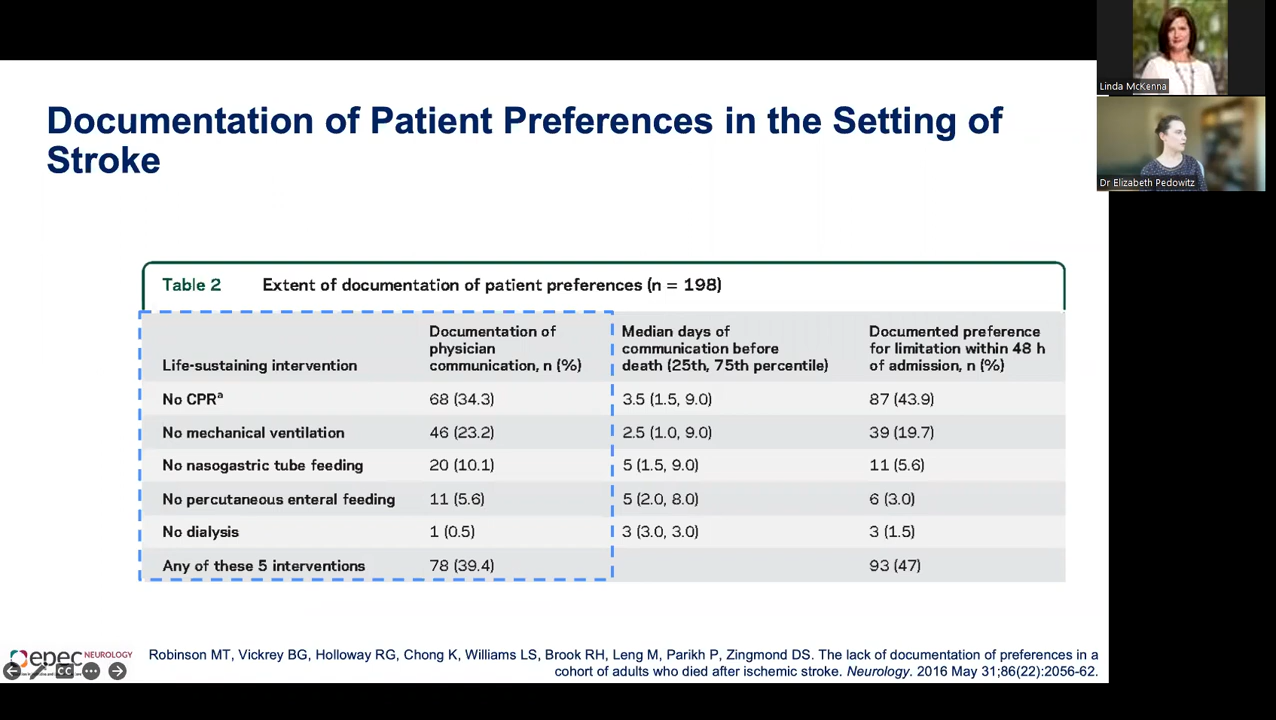 Linda McKenna
Dr Elizabeth Pedowitz
Documentation of Patient Preferences in the Setting of
Stroke
Table 2 Extent of documentation of patient preferences (n = 198)
Life-sustaining intervention
Documentation of
physician
communication, n (%)
Median days of
communication before
death (25th, 75th percentile)
Documented preference
for limitation within 48 h
of admission, n (%)
No CPRᵃ 68 (34.3) 3.5 (1.5, 9.0) 87 (43.9)
No mechanical ventilation 46 (23.2) 2.5 (1.0, 9.0) 39 (19.7)
No nasogastric tube feeding 20 (10.1) 5 (1.5, 9.0) 11 (5.6)
No percutaneous enteral feeding 11 (5.6) 5 (2.0, 8.0) 6 (3.0)
No dialysis 1 (0.5) 3 (3.0, 3.0) 3 (1.5)
Any of these 5 interventions 78 (39.4) 93 (47)
epec NEUROLOGY
CC
Robinson MT, Vickrey BG, Holloway RG, Chong K, Williams LS, Brook RH, Leng M, Parikh P, Zingmond DS. The lack of documentation of preferences in a
cohort of adults who died after ischemic stroke. Neurology. 2016 May 31;86(22):2056-62.